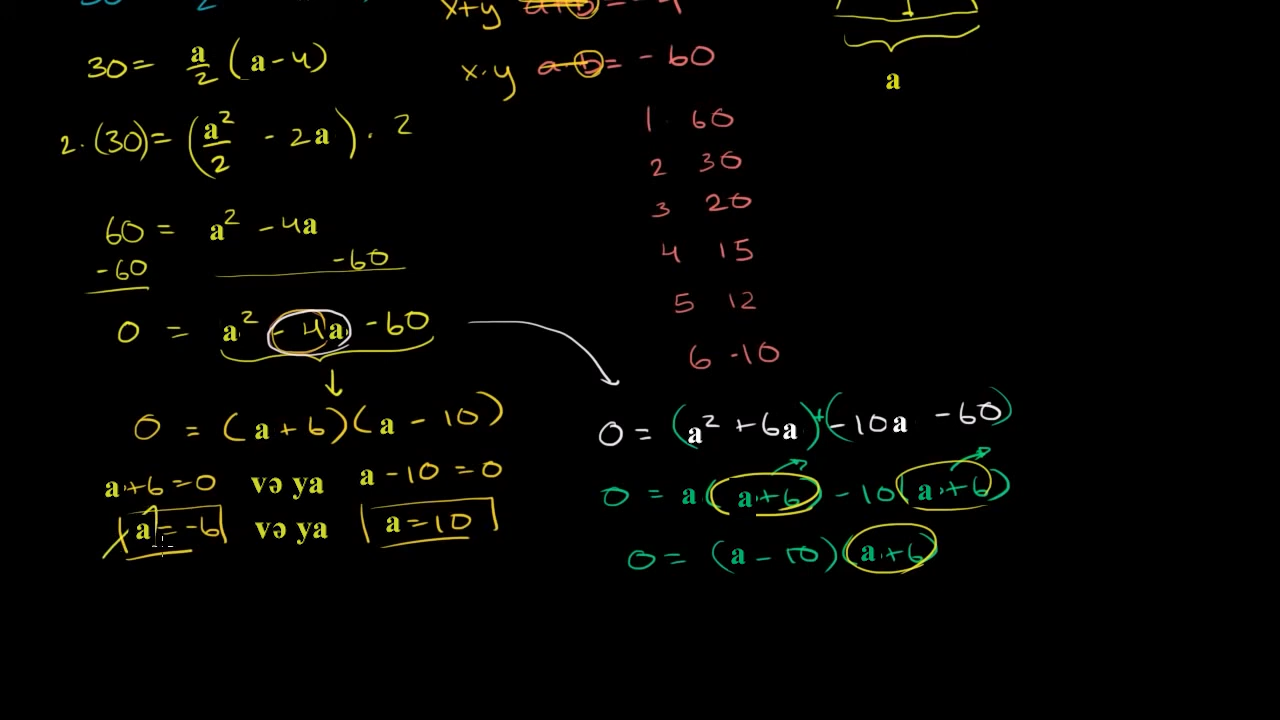 x+y a+b = -4
30 = a/2 (a - 4)
x·y a·b = - 60
a
2·(30) = (a²/2 - 2a) · 2
1 60
2 30
3 20
60 = a² - 4a
4 15
-60 -60
5 12
0 = a² - 4a - 60
6 -10
0 = (a + 6)(a - 10)
0 = (a² + 6a) + (-10a - 60)
a+6 = 0 və ya a - 10 = 0
0 = a(a+6) - 10(a+6)
a = -6 və ya a = 10
0 = (a - 10)(a+6)